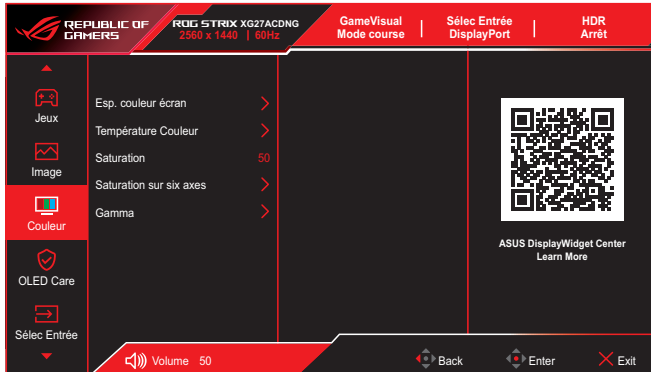 REPUBLIC OF
GAMERS
ROG STRIX XG27ACDNG
2560 x 1440 | 60Hz
GameVisual
Mode course
Sélec Entrée
DisplayPort
HDR
Arrêt
Jeux
Image
Couleur
OLED Care
Sélec Entrée
Esp. couleur écran
Température Couleur
Saturation 50
Saturation sur six axes
Gamma
ASUS DisplayWidget Center
Learn More
Volume 50
Back
Enter
Exit